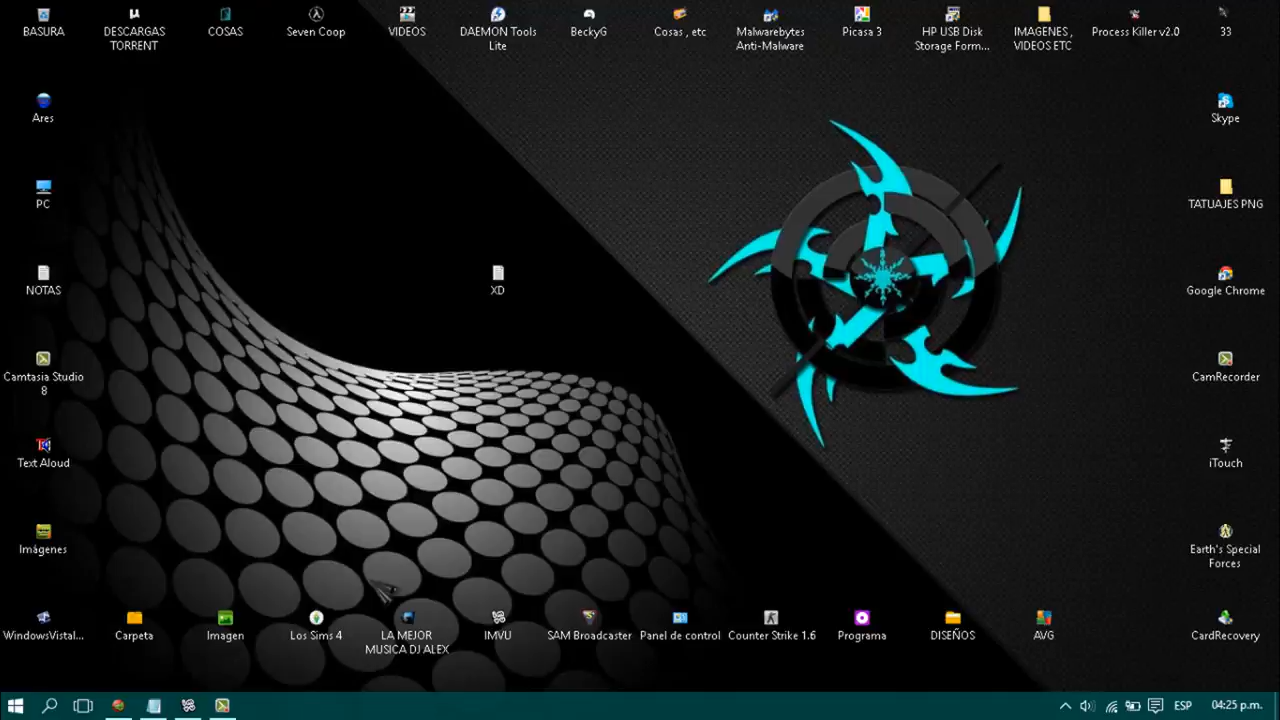 BASURA
DESCARGAS
TORRENT
COSAS
Seven Coop
VIDEOS
DAEMON Tools
Lite
BeckyG
Cosas , etc
Malwarebytes
Anti-Malware
Picasa 3
HP USB Disk
Storage Form...
IMAGENES ,
VIDEOS ETC
Process Killer v2.0
33
Ares
Skype
PC
TATUAJES PNG
NOTAS
XD
Google Chrome
Camtasia Studio
8
CamRecorder
Text Aloud
iTouch
Imágenes
Earth's Special
Forces
WindowsVistaI...
Carpeta
Imagen
Los Sims 4
LA MEJOR
MUSICA DJ ALEX
IMVU
SAM Broadcaster
Panel de control
Counter Strike 1.6
Programa
DISEÑOS
AVG
CardRecovery
ESP
04:25 p.m.